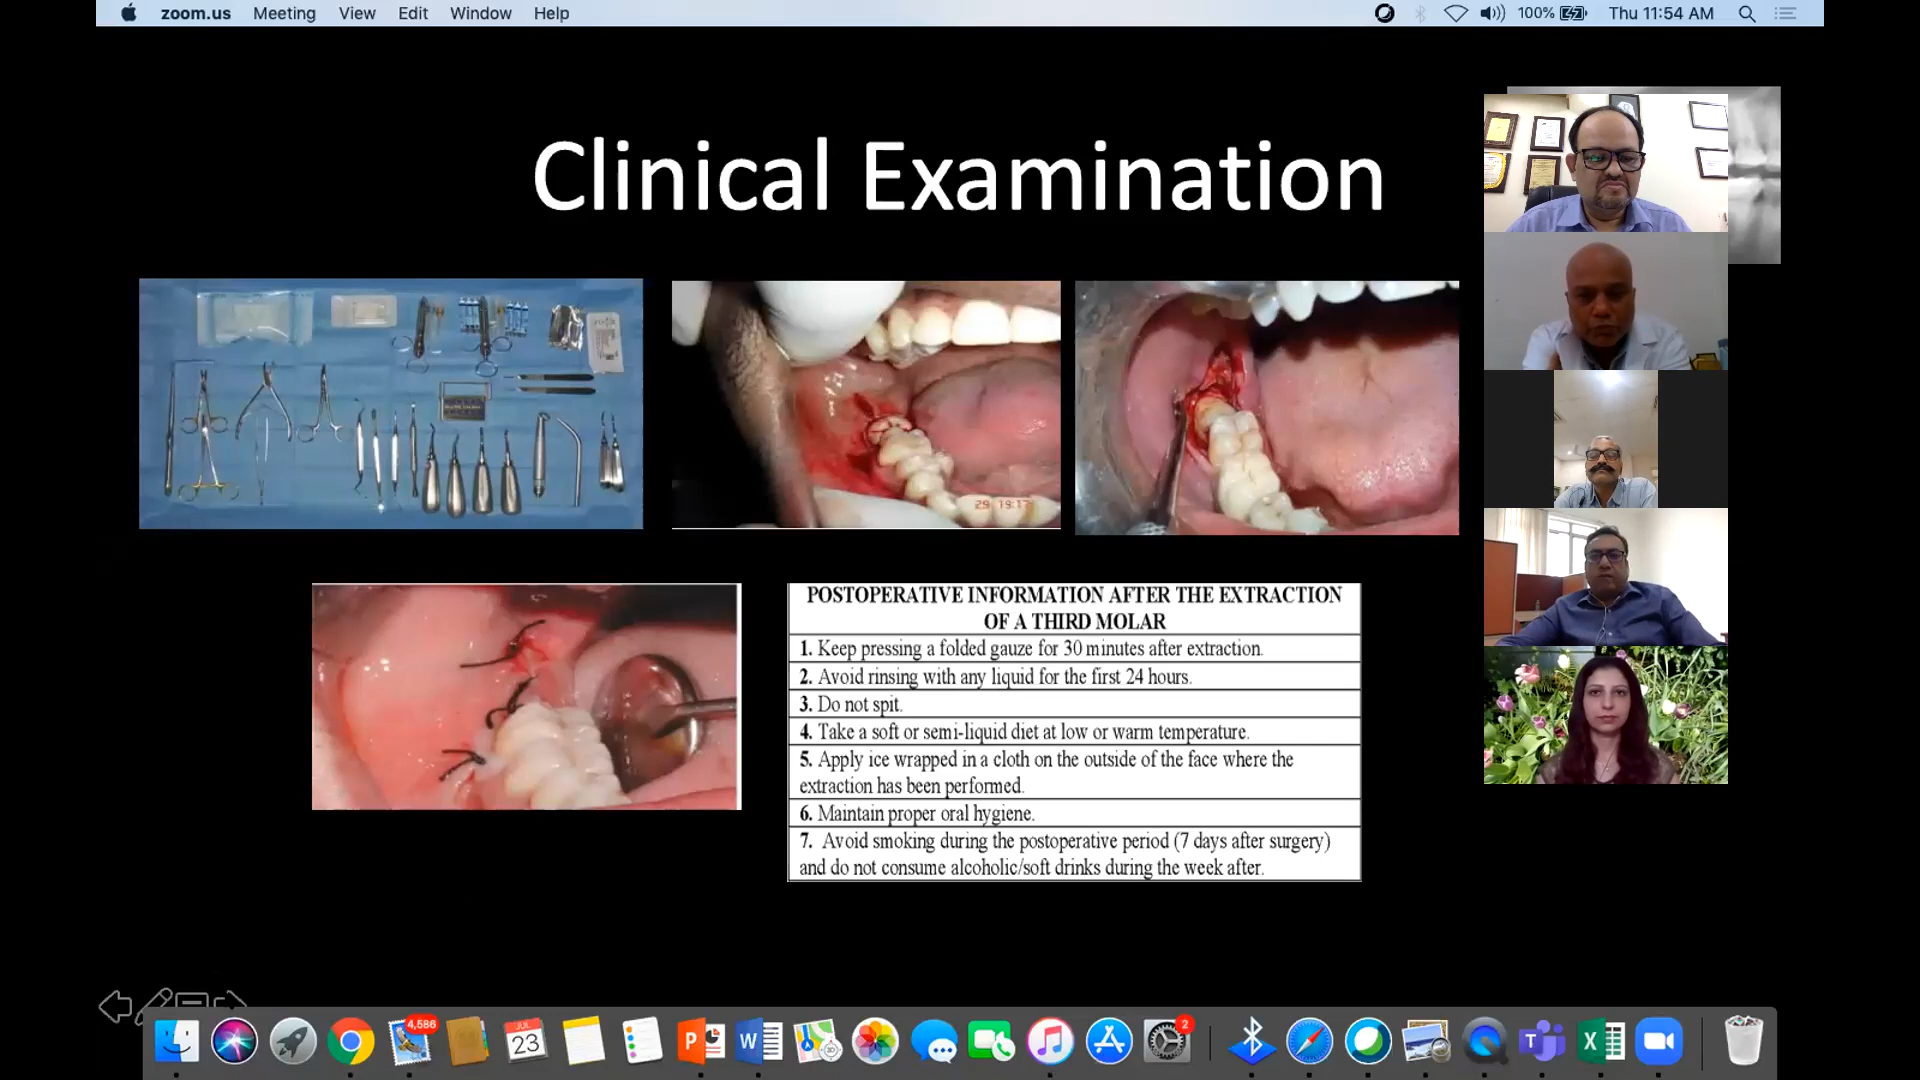 zoom.us Meeting View Edit Window Help 100% Thu 11:54 AM
Clinical Examination
29 19:17
POSTOPERATIVE INFORMATION AFTER THE EXTRACTION
OF A THIRD MOLAR
1. Keep pressing a folded gauze for 30 minutes after extraction.
2. Avoid rinsing with any liquid for the first 24 hours.
3. Do not spit.
4. Take a soft or semi-liquid diet at low or warm temperature.
5. Apply ice wrapped in a cloth on the outside of the face where the
extraction has been performed.
6. Maintain proper oral hygiene.
7. Avoid smoking during the postoperative period (7 days after surgery)
and do not consume alcoholic/soft drinks during the week after.
4,586
JUL
23
P
W
2
T
X